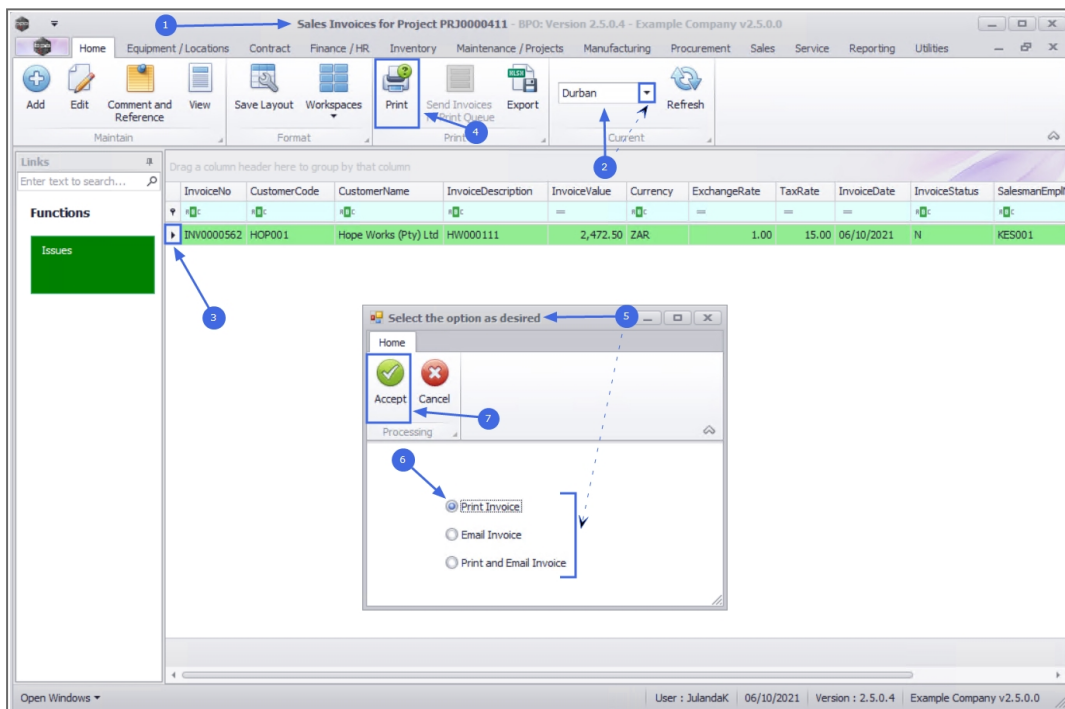 1
Sales Invoices for Project PRJ0000411 - BPO: Version 2.5.0.4 - Example Company v2.5.0.0
Home Equipment / Locations Contract Finance / HR Inventory Maintenance / Projects Manufacturing Procurement Sales Service Reporting Utilities
Add Edit Comment and Reference View Save Layout Workspaces Print Send Invoices Print Queue Export Durban Refresh
Maintain Format Print Current
4
2
Links
Enter text to search...
Functions
Issues
Drag a column header here to group by that column
InvoiceNo CustomerCode CustomerName InvoiceDescription InvoiceValue Currency ExchangeRate TaxRate InvoiceDate InvoiceStatus SalesmanEmpl
INV0000562 HOP001 Hope Works (Pty) Ltd HW000111 2,472.50 ZAR 1.00 15.00 06/10/2021 N KES001
3
Select the option as desired
5
Home
Accept Cancel
7
Processing
6
Print Invoice
Email Invoice
Print and Email Invoice
Open Windows User : JulandaK 06/10/2021 Version : 2.5.0.4 Example Company v2.5.0.0